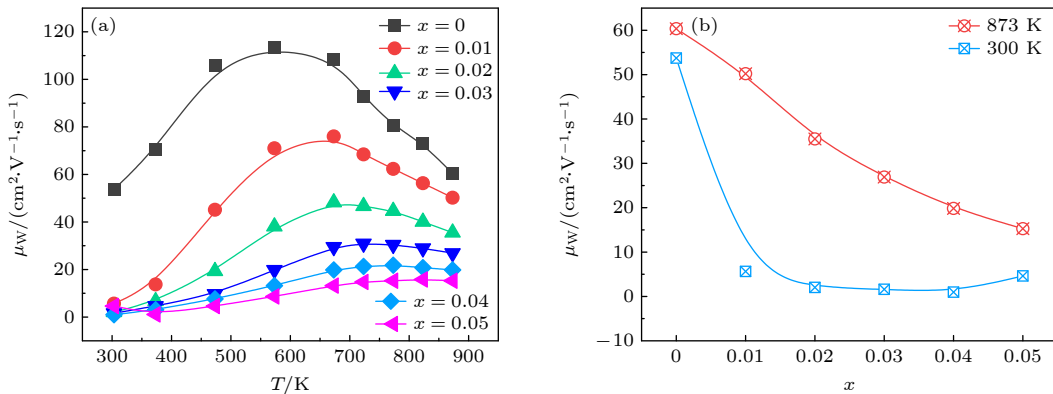 (a)
x = 0
x = 0.01
x = 0.02
x = 0.03
x = 0.04
x = 0.05
120
100
80
60
40
20
0
μW/(cm²·V⁻¹·s⁻¹)
300 400 500 600 700 800 900
T/K
(b)
873 K
300 K
60
50
40
30
20
10
0
−10
μW/(cm²·V⁻¹·s⁻¹)
0 0.01 0.02 0.03 0.04 0.05
x